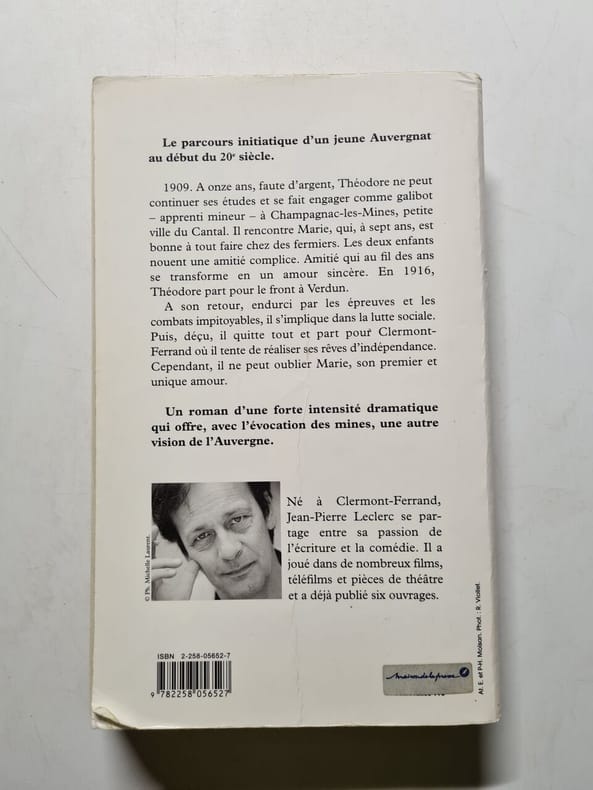 Le parcours initiatique d'un jeune Auvergnat
au début du 20e siècle.
1909. A onze ans, faute d'argent, Théodore ne peut
continuer ses études et se fait engager comme galibot
– apprenti mineur – à Champagnac-les-Mines, petite
ville du Cantal. Il rencontre Marie, qui, à sept ans, est
bonne à tout faire chez des fermiers. Les deux enfants
nouent une amitié complice. Amitié qui au fil des ans
se transforme en un amour sincère. En 1916,
Théodore part pour le front à Verdun.
A son retour, endurci par les épreuves et les
combats impitoyables, il s'implique dans la lutte sociale.
Puis, déçu, il quitte tout et part pour Clermont-
Ferrand où il tente de réaliser ses rêves d'indépendance.
Cependant, il ne peut oublier Marie, son premier et
unique amour.
Un roman d'une forte intensité dramatique
qui offre, avec l'évocation des mines, une autre
vision de l'Auvergne.
© Ph. Michelle Laurent.
Né à Clermont-Ferrand,
Jean-Pierre Leclerc se par-
tage entre sa passion de
l'écriture et la comédie. Il a
joué dans de nombreux films,
téléfilms et pièces de théâtre
et a déjà publié six ouvrages.
At. E. et P-H. Moisan. Phot. : R. Viollet.
ISBN 2-258-05652-7
9 782258 056527
maison de la presse